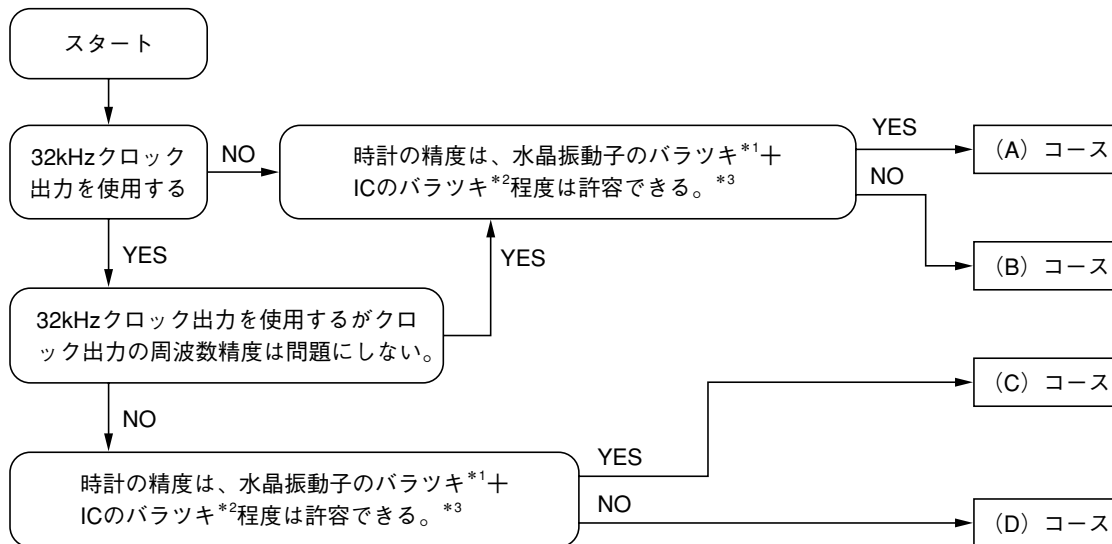 スタート
32kHzクロック
出力を使用する
NO
時計の精度は、水晶振動子のバラツキ*1+
ICのバラツキ*2程度は許容できる。*3
YES
(A) コース
NO
(B) コース
YES
YES
32kHzクロック出力を使用するがクロ
ック出力の周波数精度は問題にしない。
NO
(C) コース
時計の精度は、水晶振動子のバラツキ*1+
ICのバラツキ*2程度は許容できる。*3
YES
NO
(D) コース